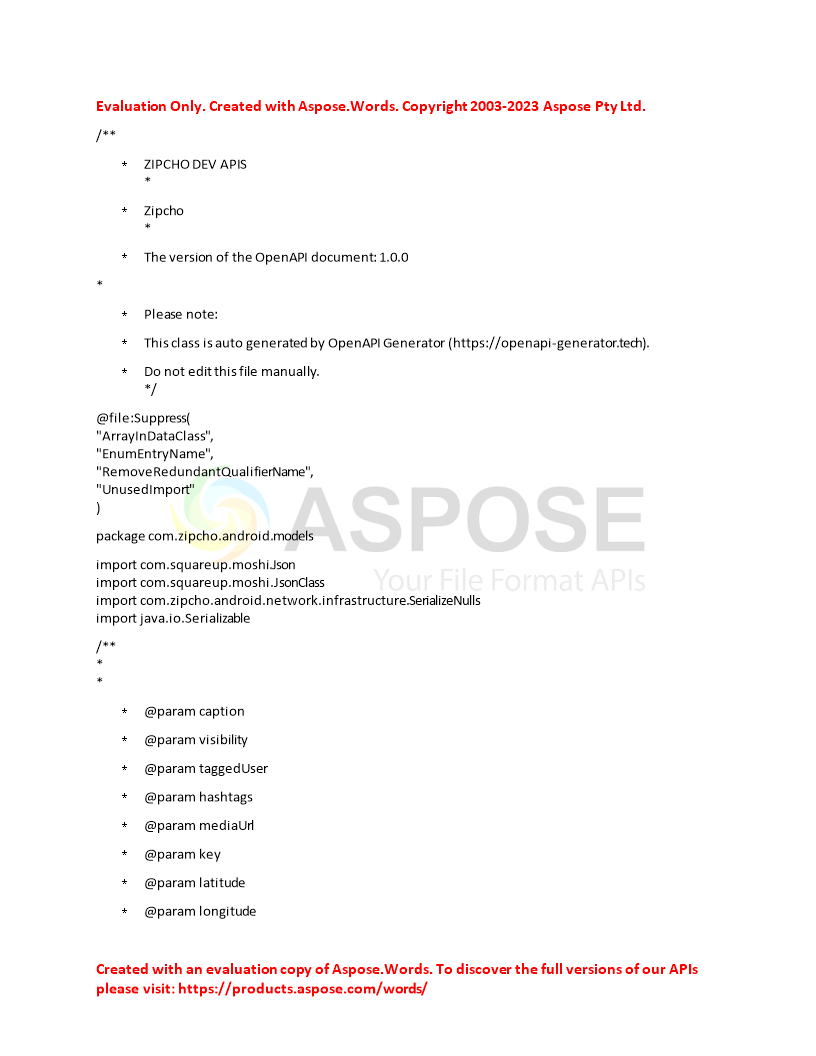 Evaluation Only. Created with Aspose.Words. Copyright 2003-2023 Aspose Pty Ltd.
/**
* ZIPCHO DEV APIS
*
* Zipcho
*
* The version of the OpenAPI document: 1.0.0
*
* Please note:
* This class is auto generated by OpenAPI Generator (https://openapi-generator.tech).
* Do not edit this file manually.
*/
@file:Suppress(
"ArrayInDataClass",
"EnumEntryName",
"RemoveRedundantQualifierName",
"UnusedImport"
)
ASPOSE
Your File Format APIs
package com.zipcho.android.models
import com.squareup.moshi.Json
import com.squareup.moshi.JsonClass
import com.zipcho.android.network.infrastructure.SerializeNulls
import java.io.Serializable
/**
*
*
* @param caption
* @param visibility
* @param taggedUser
* @param hashtags
* @param mediaUrl
* @param key
* @param latitude
* @param longitude
Created with an evaluation copy of Aspose.Words. To discover the full versions of our APIs
please visit: https://products.aspose.com/words/